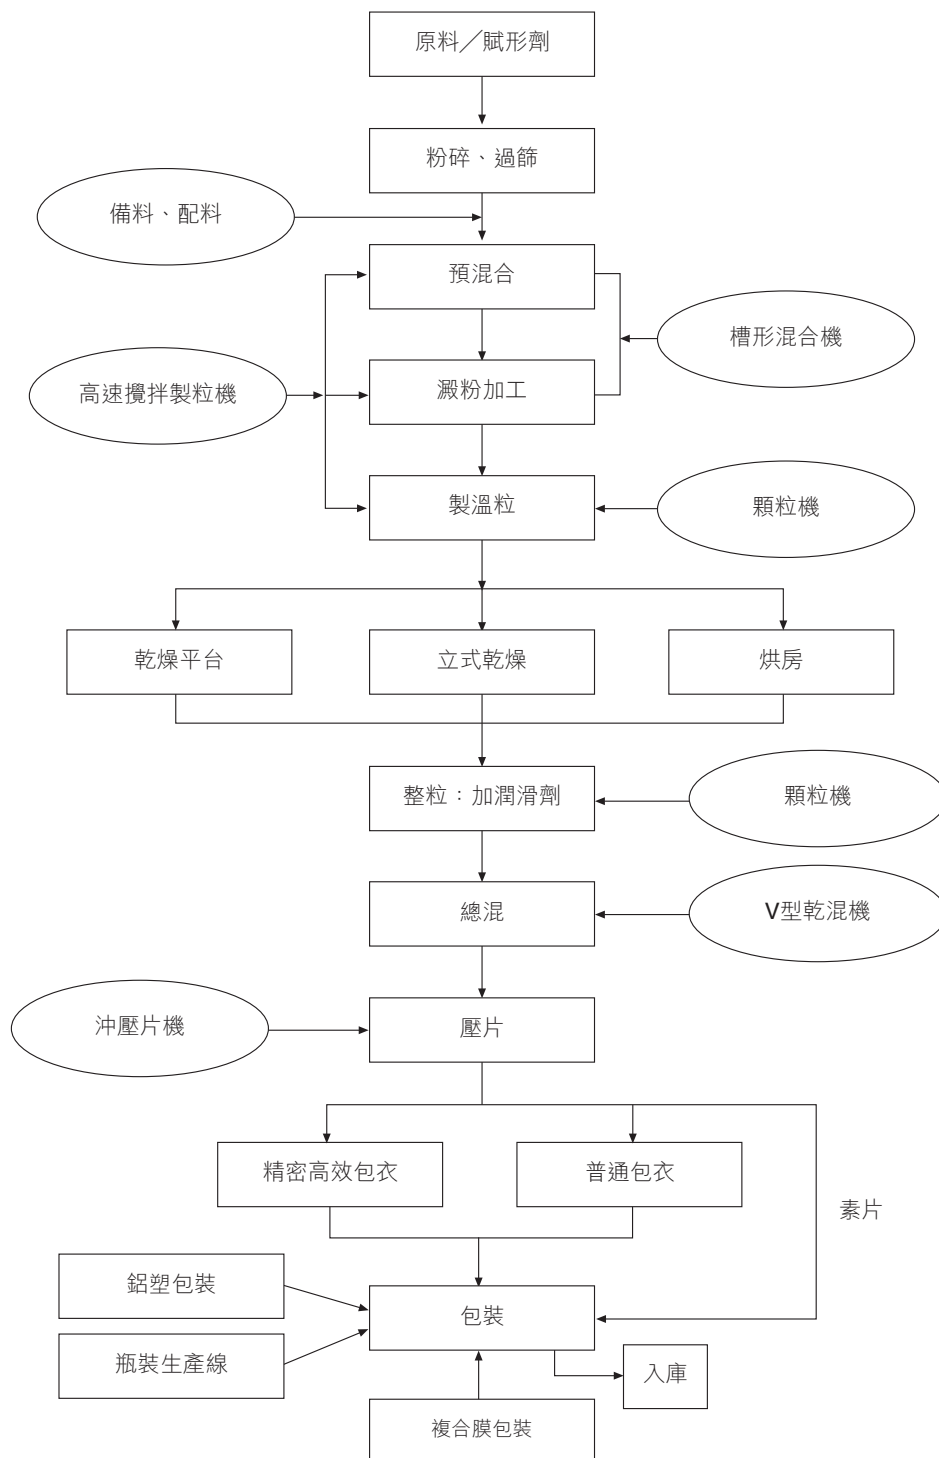 原料╱賦形劑
粉碎、過篩
備料、配料
預混合
槽形混合機
高速攪拌製粒機
澱粉加工
製溫粒
顆粒機
乾燥平台
立式乾燥
烘房
整粒：加潤滑劑
顆粒機
總混
V型乾混機
沖壓片機
壓片
精密高效包衣
普通包衣
素片
鋁塑包裝
包裝
瓶裝生產線
入庫
複合膜包裝